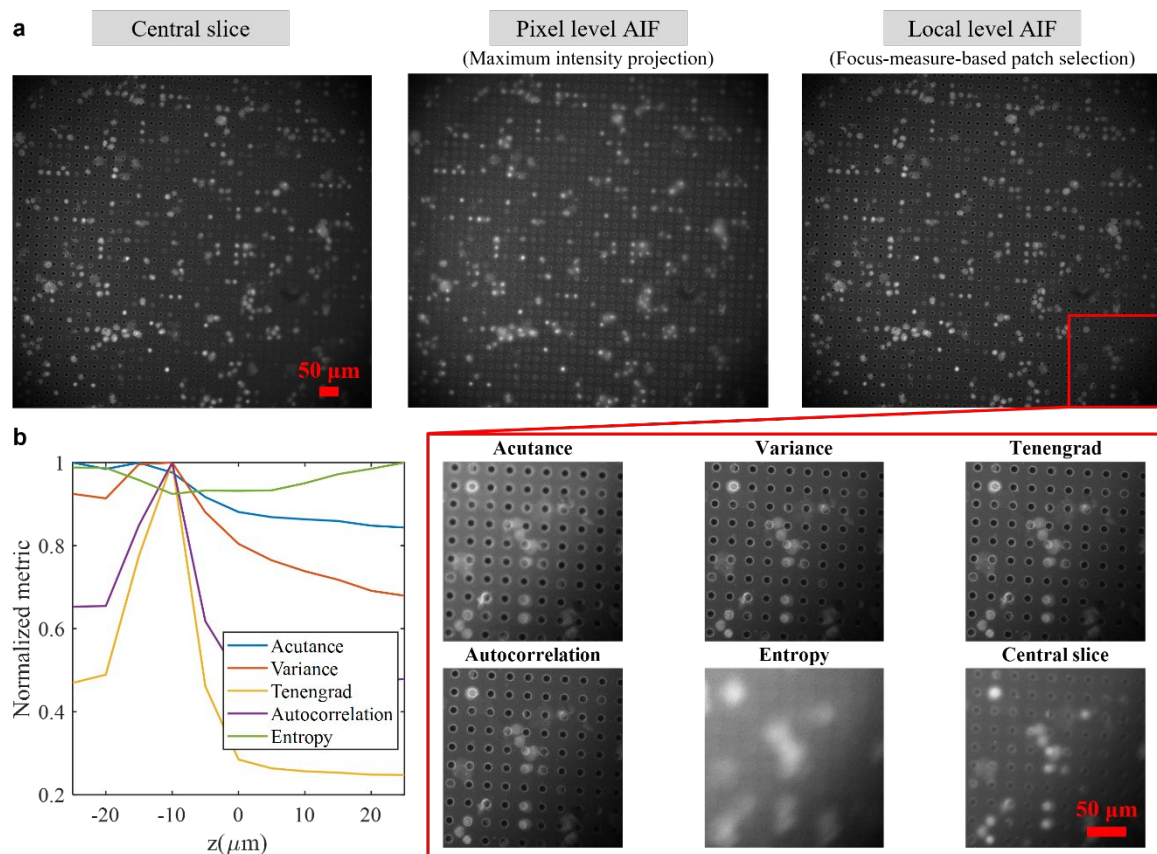 a
Central slice
Pixel level AIF
Local level AIF
(Maximum intensity projection)
(Focus-measure-based patch selection)
50 μm
b
1
0.8
0.6
0.4
0.2
-20
-10
0
10
20
Normalized metric
z(μm)
Acutance
Variance
Tenengrad
Autocorrelation
Entropy
Acutance
Variance
Tenengrad
Autocorrelation
Entropy
Central slice
50 μm